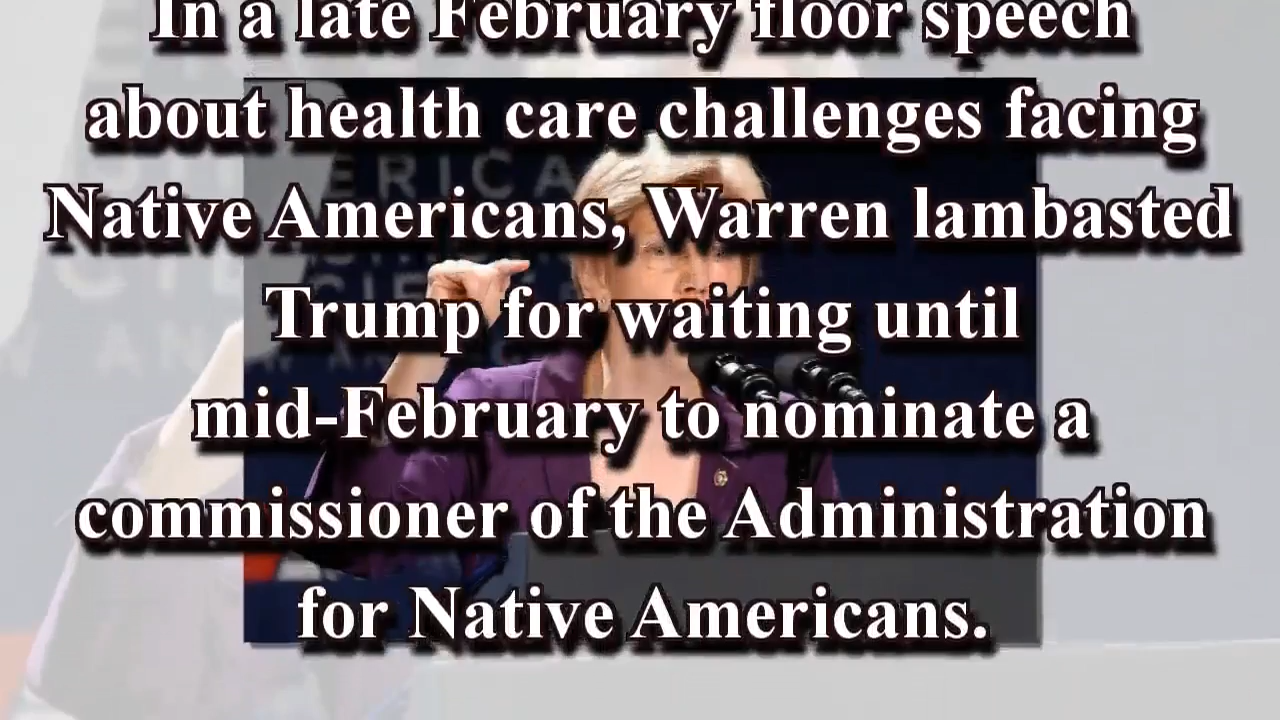 In a late February floor speech
about health care challenges facing
Native Americans, Warren lambasted
Trump for waiting until
mid-February to nominate a
commissioner of the Administration
for Native Americans.
ERICA